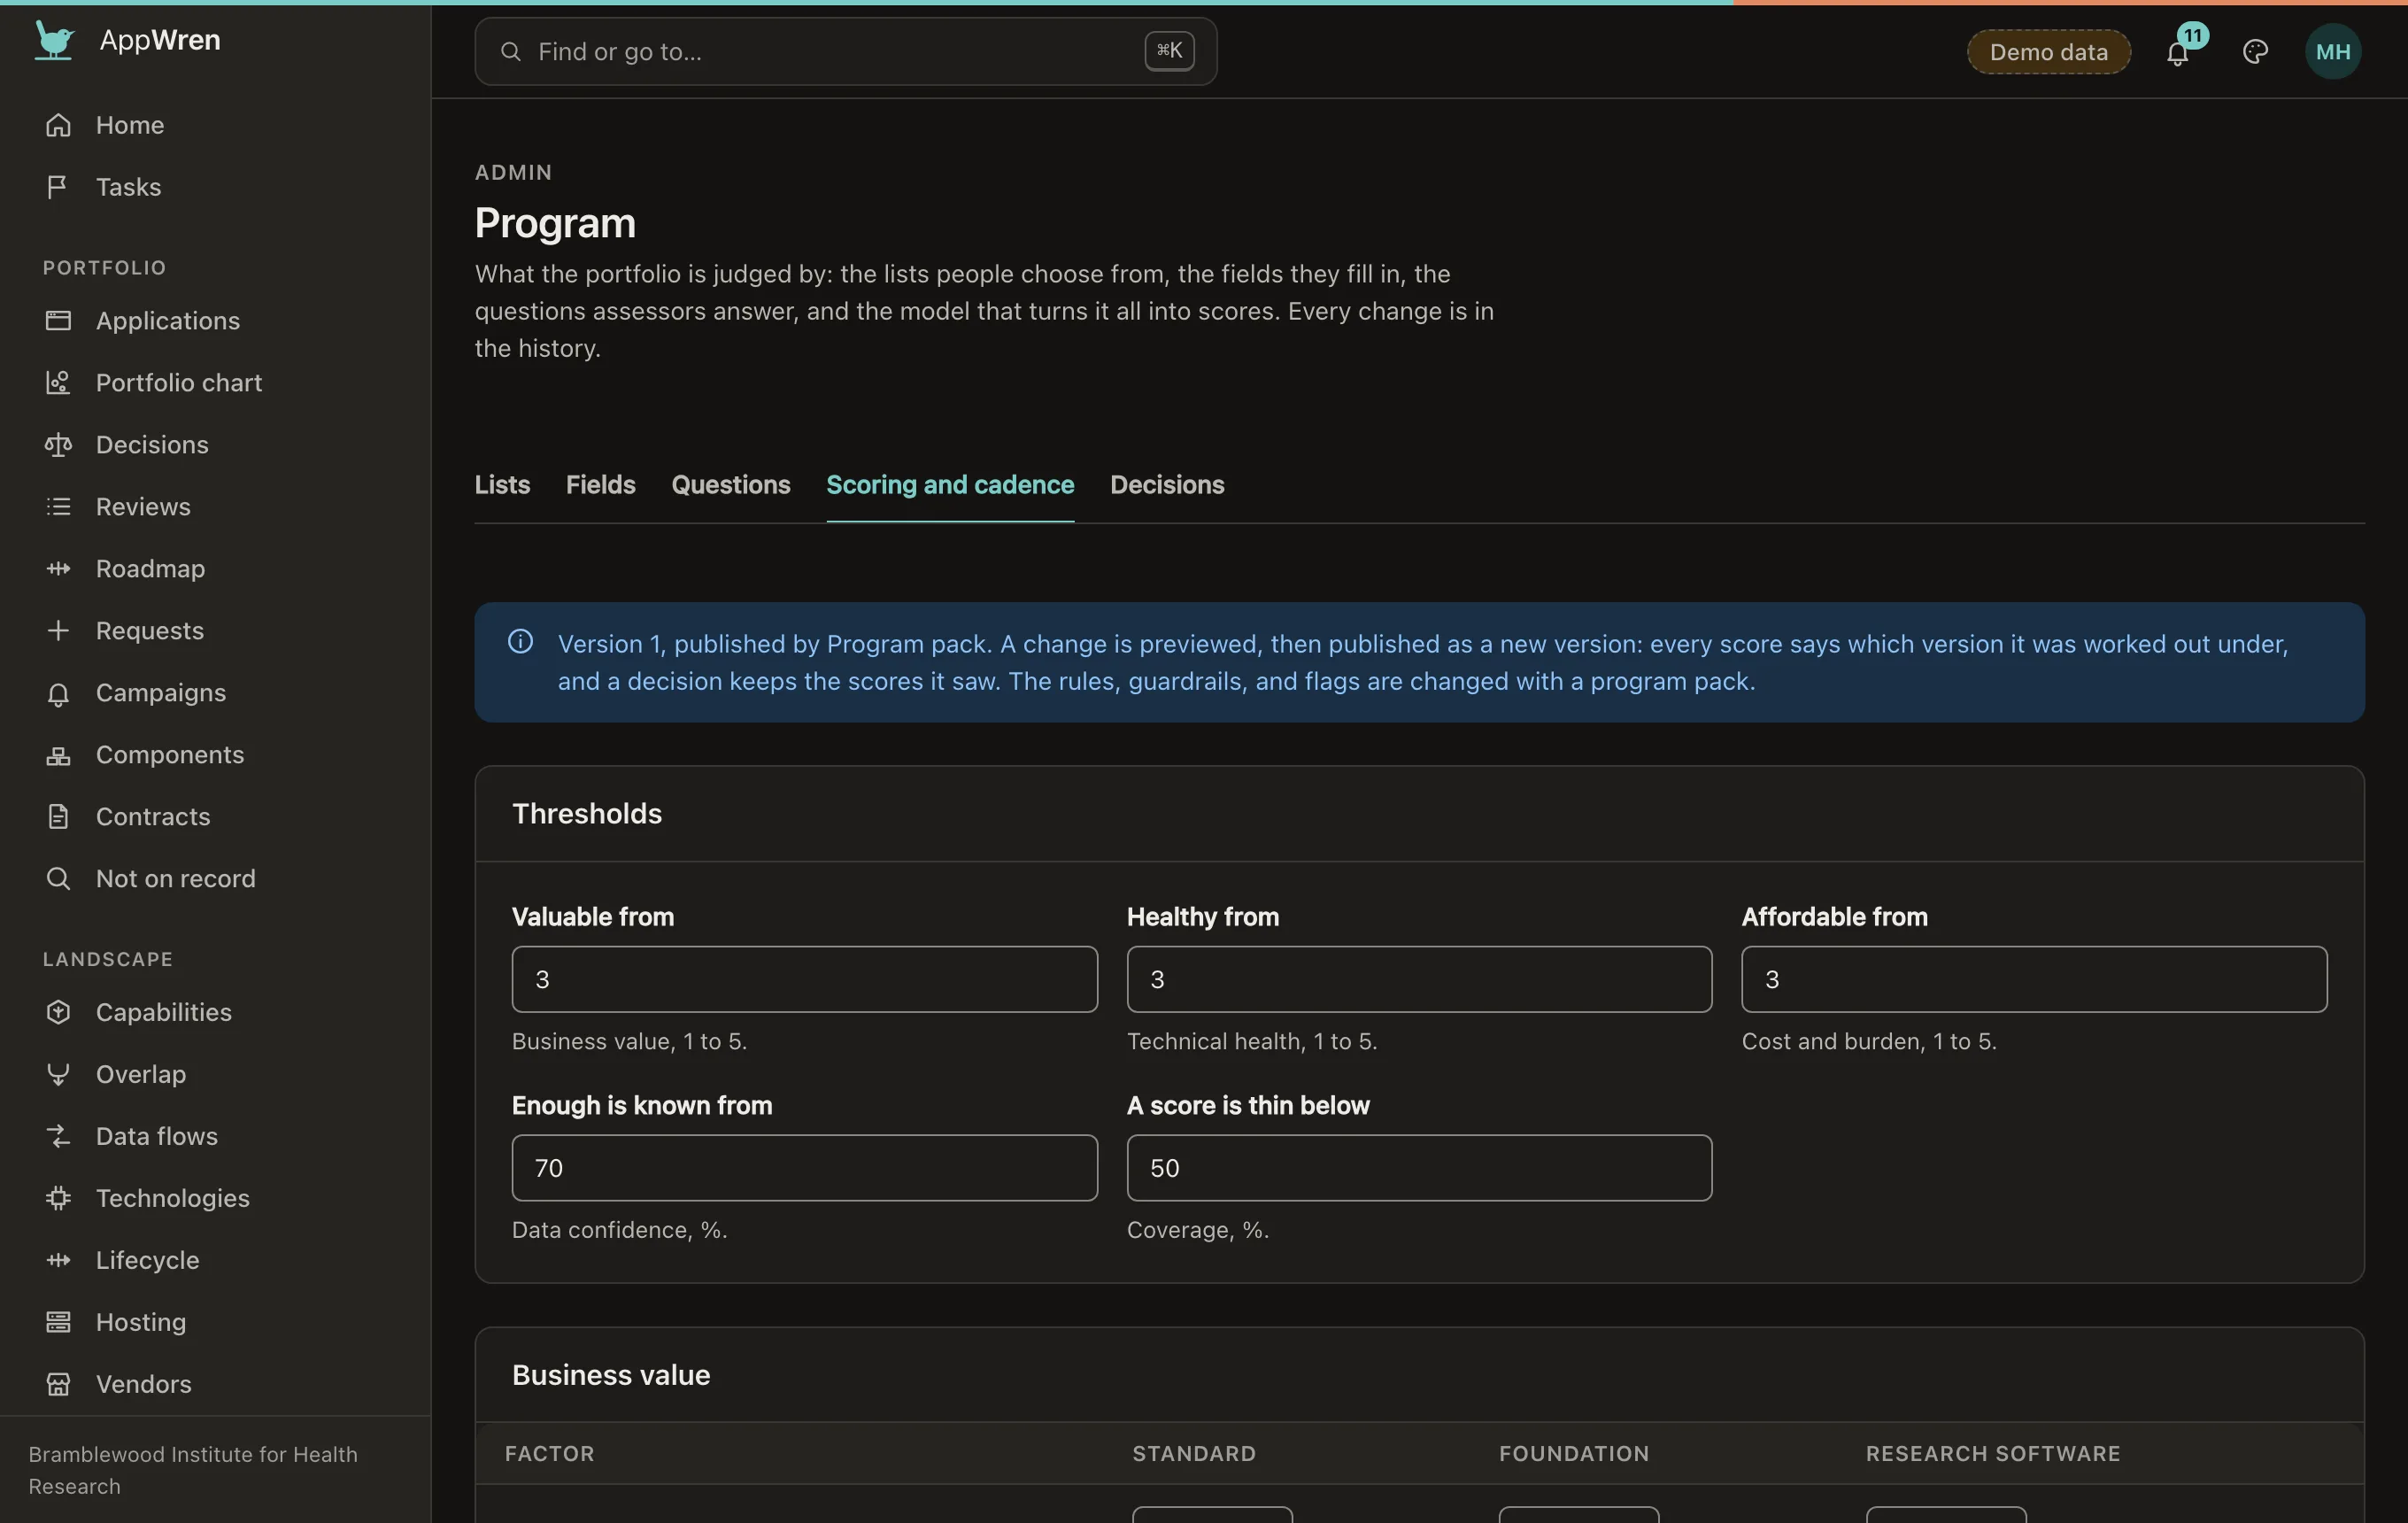 AppWren
Find or go to...
⌘K
Demo data
11
MH
Home
Tasks
PORTFOLIO
Applications
Portfolio chart
Decisions
Reviews
Roadmap
Requests
Campaigns
Components
Contracts
Not on record
LANDSCAPE
Capabilities
Overlap
Data flows
Technologies
Lifecycle
Hosting
Vendors
Bramblewood Institute for Health
Research
ADMIN
Program
What the portfolio is judged by: the lists people choose from, the fields they fill in, the
questions assessors answer, and the model that turns it all into scores. Every change is in
the history.
Lists
Fields
Questions
Scoring and cadence
Decisions
Version 1, published by Program pack. A change is previewed, then published as a new version: every score says which version it was worked out under,
and a decision keeps the scores it saw. The rules, guardrails, and flags are changed with a program pack.
Thresholds
Valuable from
3
Business value, 1 to 5.
Healthy from
3
Technical health, 1 to 5.
Affordable from
3
Cost and burden, 1 to 5.
Enough is known from
70
Data confidence, %.
A score is thin below
50
Coverage, %.
Business value
FACTOR
STANDARD
FOUNDATION
RESEARCH SOFTWARE